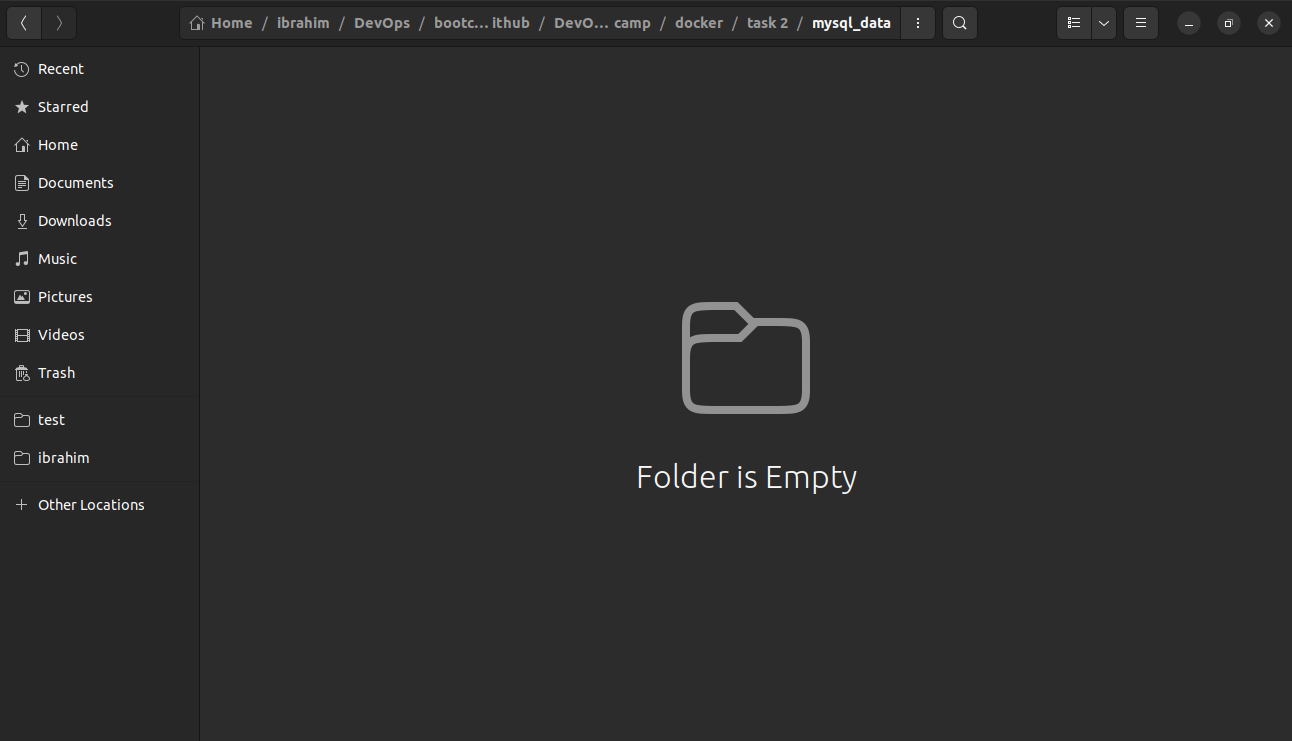 Home / ibrahim / DevOps / bootc... ithub / DevO... camp / docker / task 2 / mysql_data
Recent
Starred
Home
Documents
Downloads
Music
Pictures
Videos
Trash
test
ibrahim
Other Locations
Folder is Empty